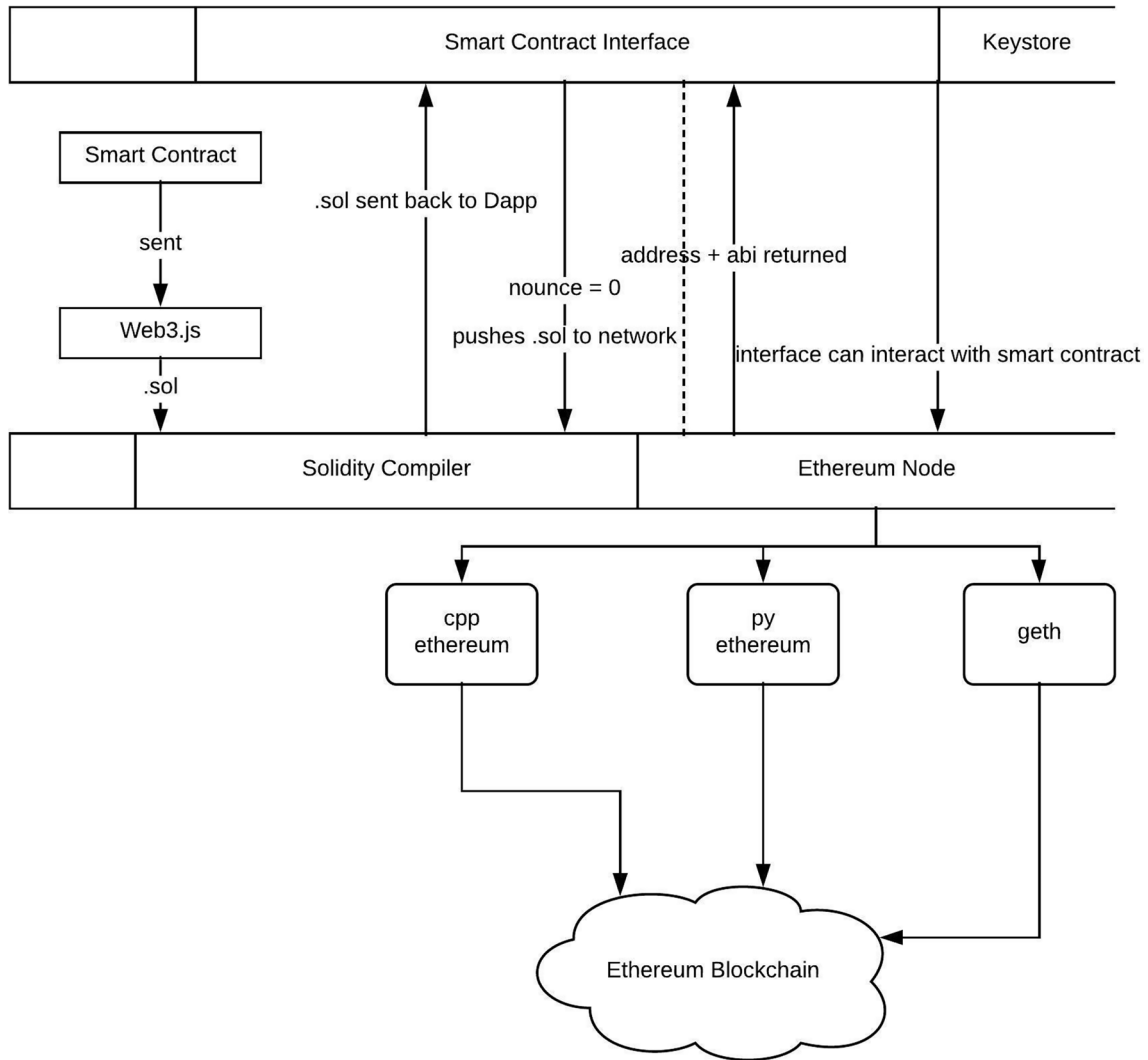 Smart Contract Interface
Keystore
Smart Contract
sent
Web3.js
.sol
.sol sent back to Dapp
nounce = 0
pushes .sol to network
address + abi returned
interface can interact with smart contract
Solidity Compiler
Ethereum Node
cpp
ethereum
py
ethereum
geth
Ethereum Blockchain